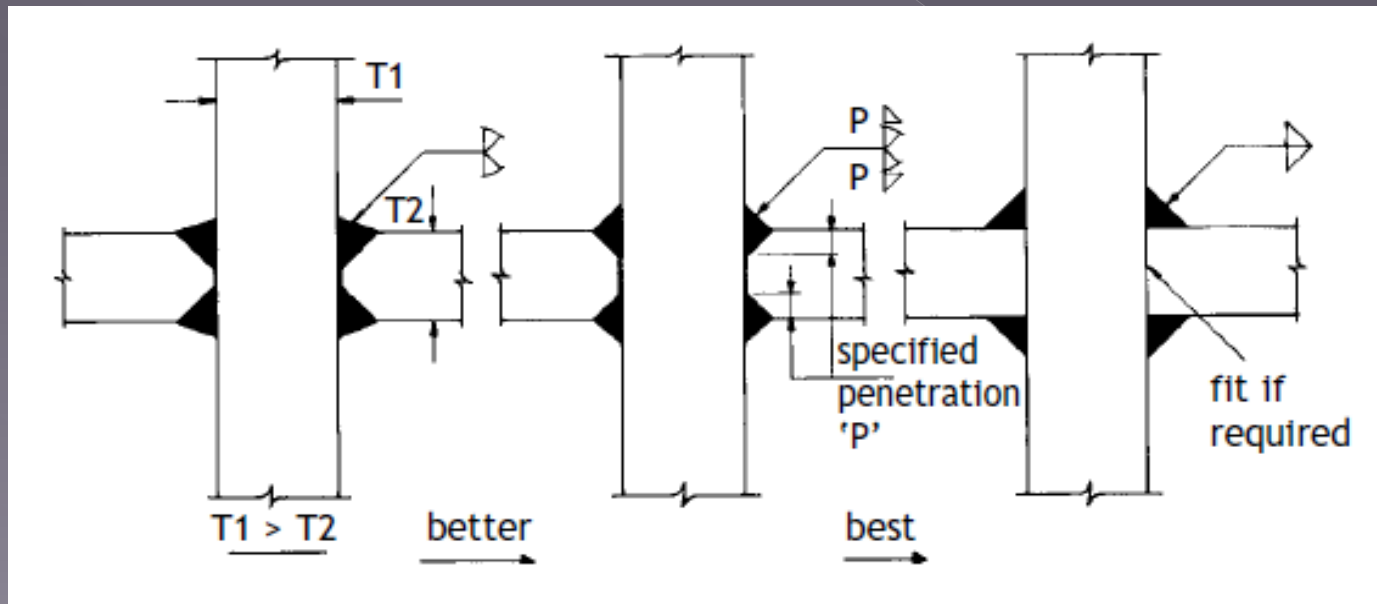 T1
T2
T1 > T2
better
P
P
specified
penetration
‘P’
best
fit if
required